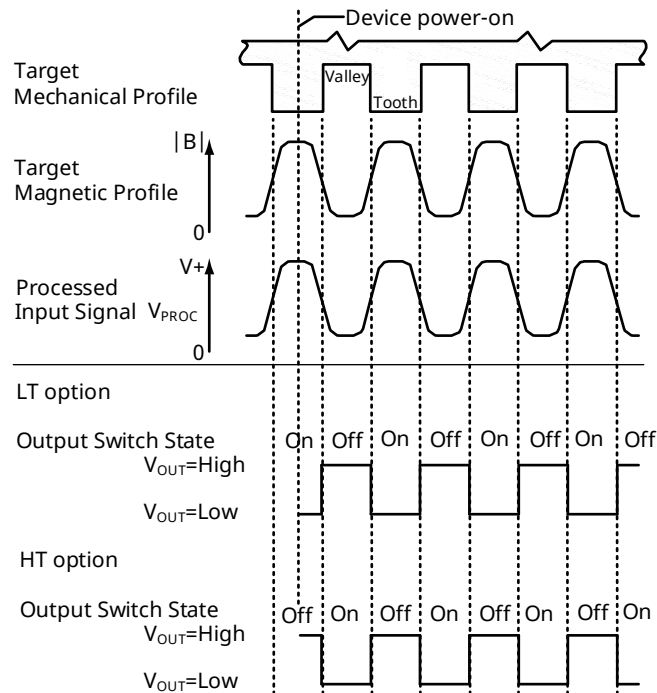 Device power-on
Target
Mechanical Profile
Valley
Tooth
|B|
Target
Magnetic Profile
0
V+
Processed
Input Signal VPROC
0
LT option
Output Switch State
On Off On Off On Off On Off
VOUT=High
VOUT=Low
HT option
Output Switch State
Off On Off On Off On Off On
VOUT=High
VOUT=Low